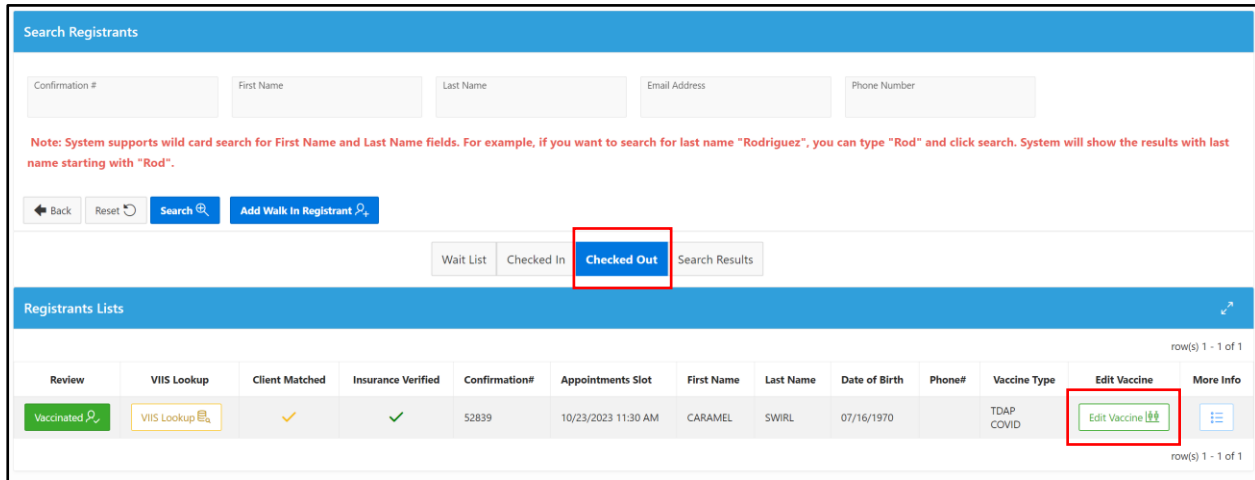 Search Registrants
Confirmation # First Name Last Name Email Address Phone Number
Note: System supports wild card search for First Name and Last Name fields. For example, if you want to search for last name "Rodriguez", you can type "Rod" and click search. System will show the results with last
name starting with "Rod".
Back Reset Search Add Walk In Registrant
Wait List Checked In Checked Out Search Results
Registrants Lists
row(s) 1 - 1 of 1
Review VIIS Lookup Client Matched Insurance Verified Confirmation# Appointments Slot First Name Last Name Date of Birth Phone# Vaccine Type Edit Vaccine More Info
Vaccinated VIIS Lookup 52839 10/23/2023 11:30 AM CARAMEL SWIRL 07/16/1970 TDAP Edit Vaccine
COVID
row(s) 1 - 1 of 1